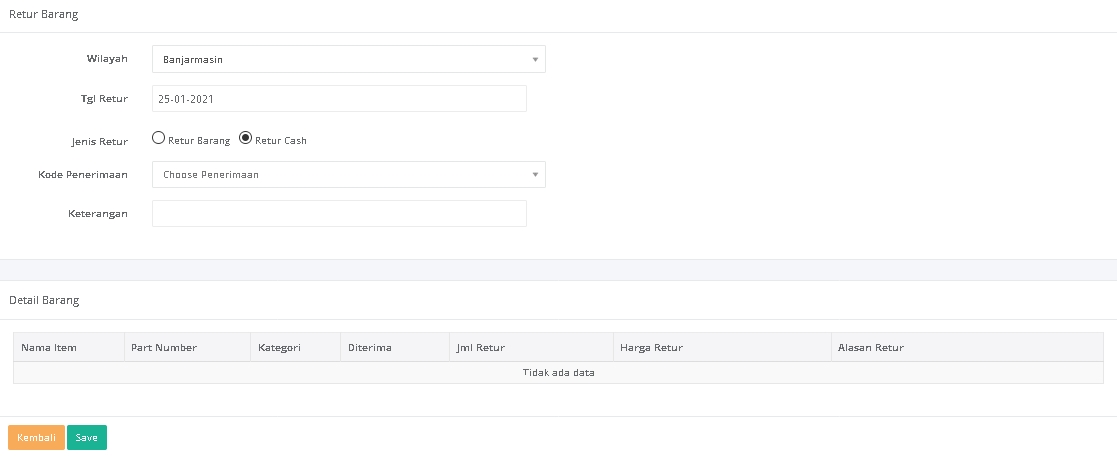 Retur Barang
Wilayah Banjarmasin
Tgl Retur 25-01-2021
Jenis Retur Retur Barang Retur Cash
Kode Penerimaan Choose Penerimaan
Keterangan
Detail Barang
Nama Item Part Number Kategori Diterima Jml Retur Harga Retur Alasan Retur
Tidak ada data
Kembali Save